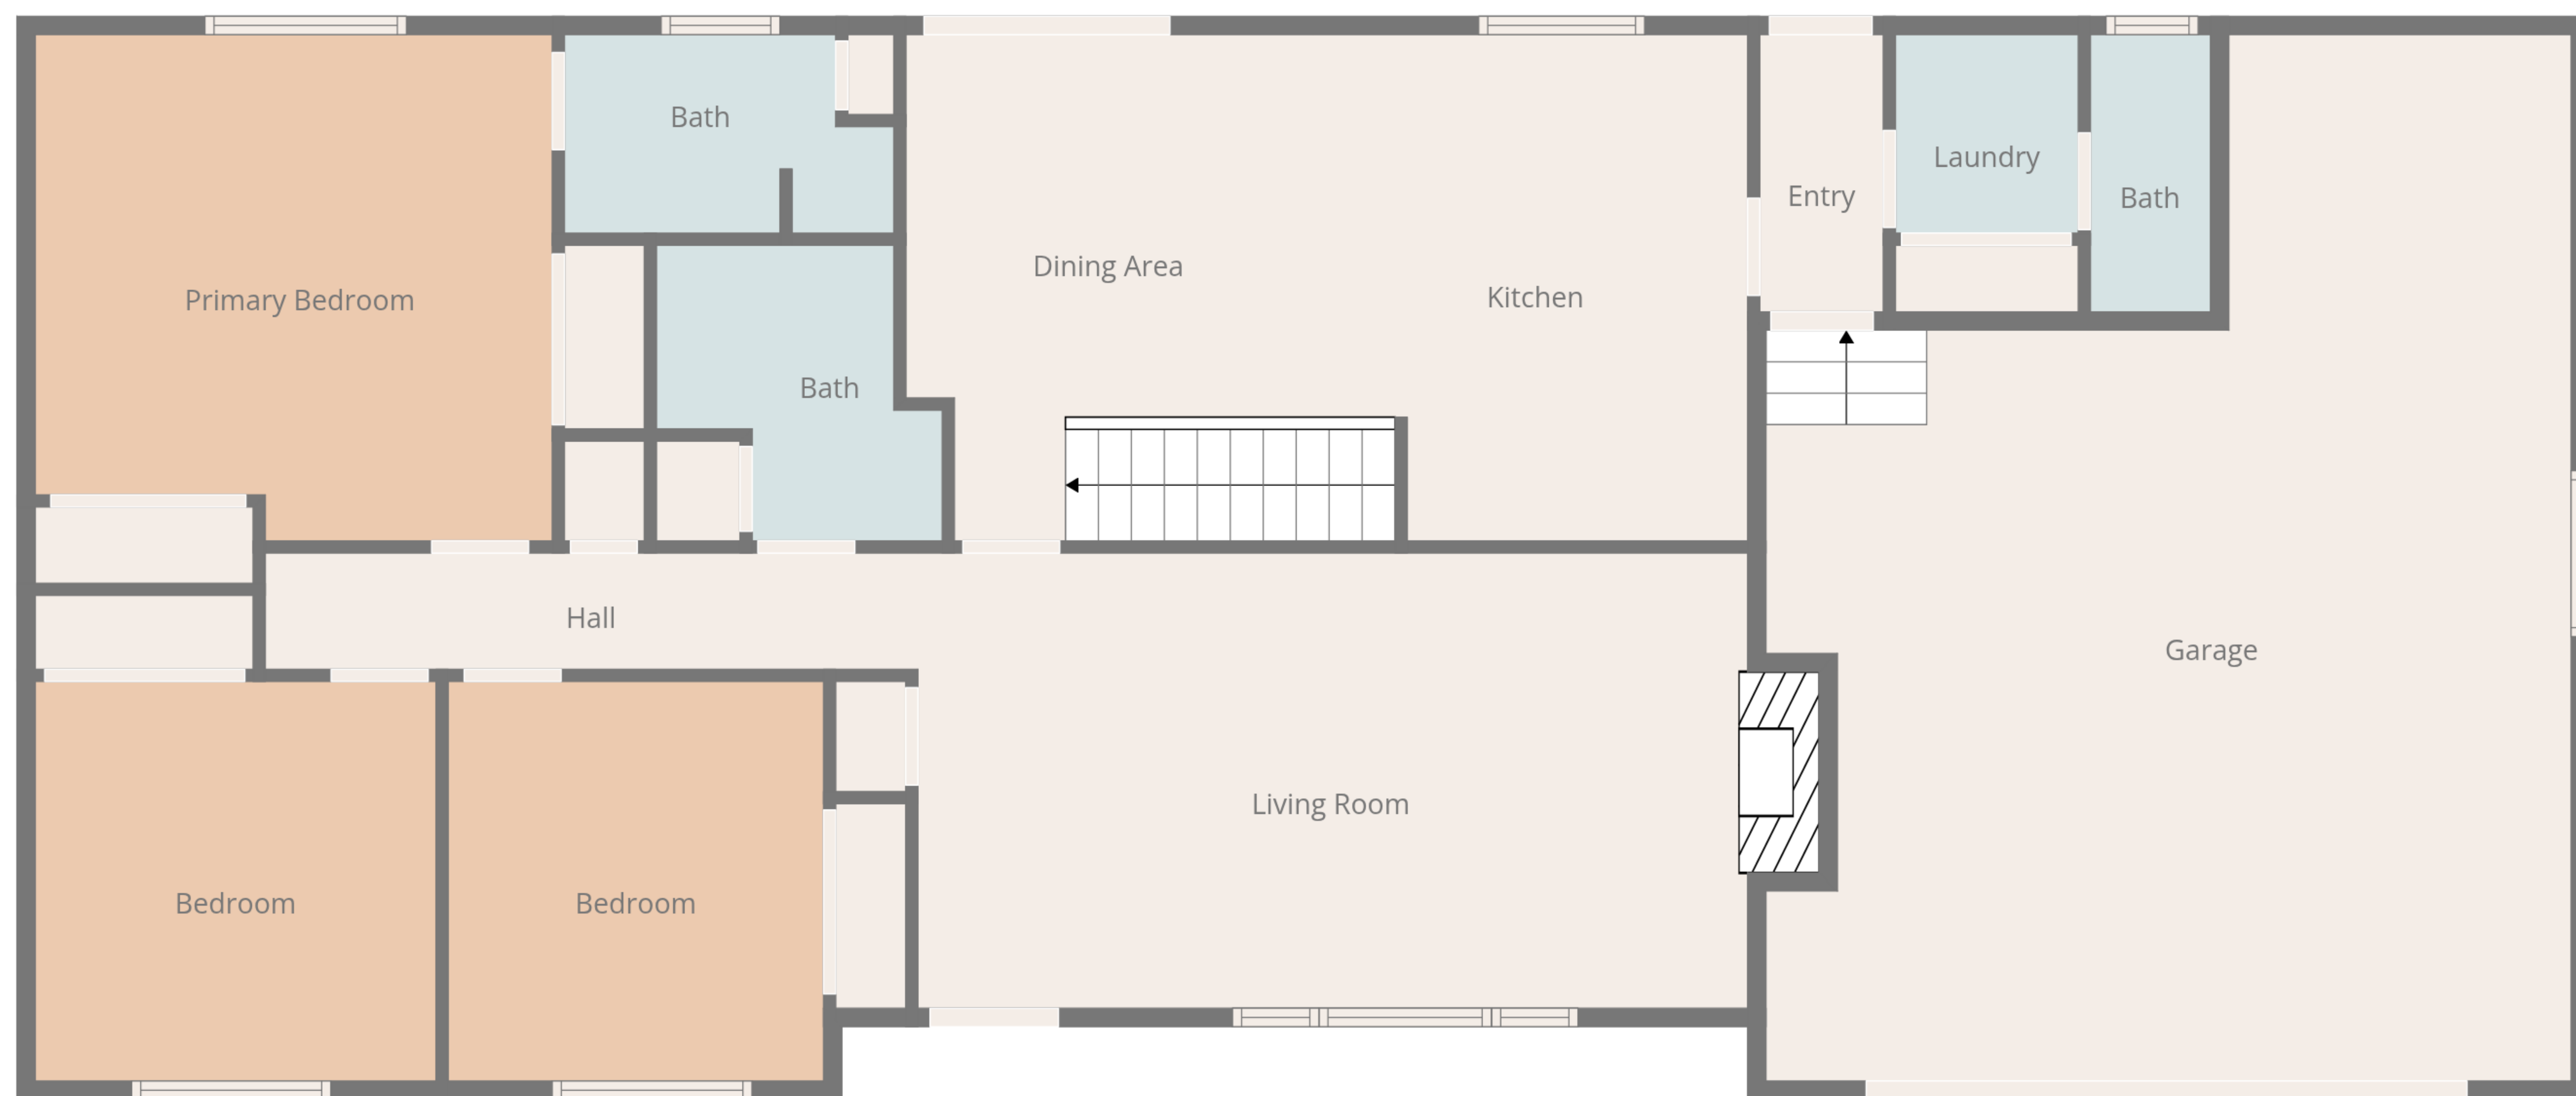 Bath
Laundry
Entry
Bath
Dining Area
Kitchen
Primary Bedroom
Bath
Hall
Garage
Living Room
Bedroom
Bedroom